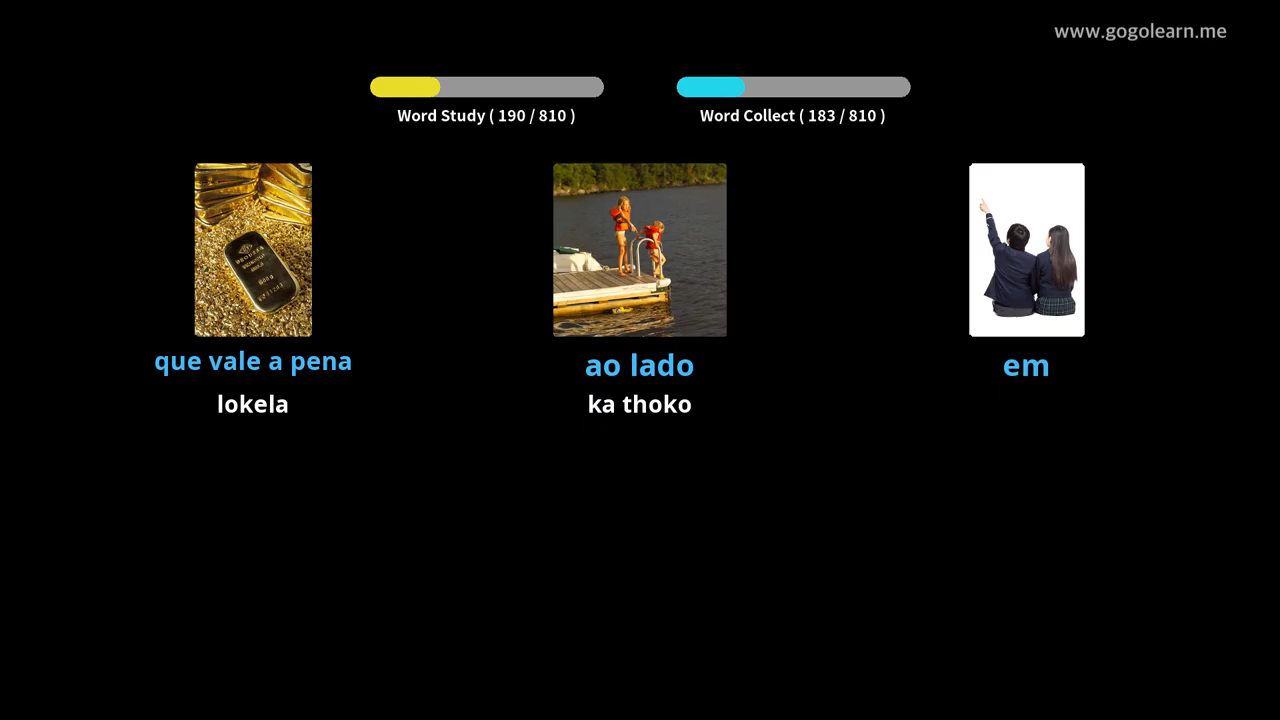 www.gogolearn.me
Word Study ( 190 / 810 )
Word Collect ( 183 / 810 )
que vale a pena
ao lado
em
lokela
ka thoko